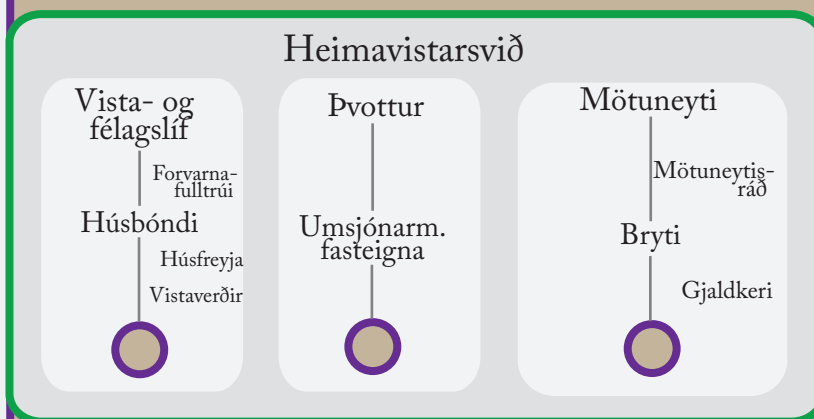 Heimavistarsvið
Vista- og
félagslíf
Forvarna-
fulltrúi
Húsbóndi
Húsfreyja
Vistaverðir
Þvottur
Umsjónarm.
fasteigna
Mötuneyti
Mötuneytis-
ráð
Bryti
Gjaldkeri